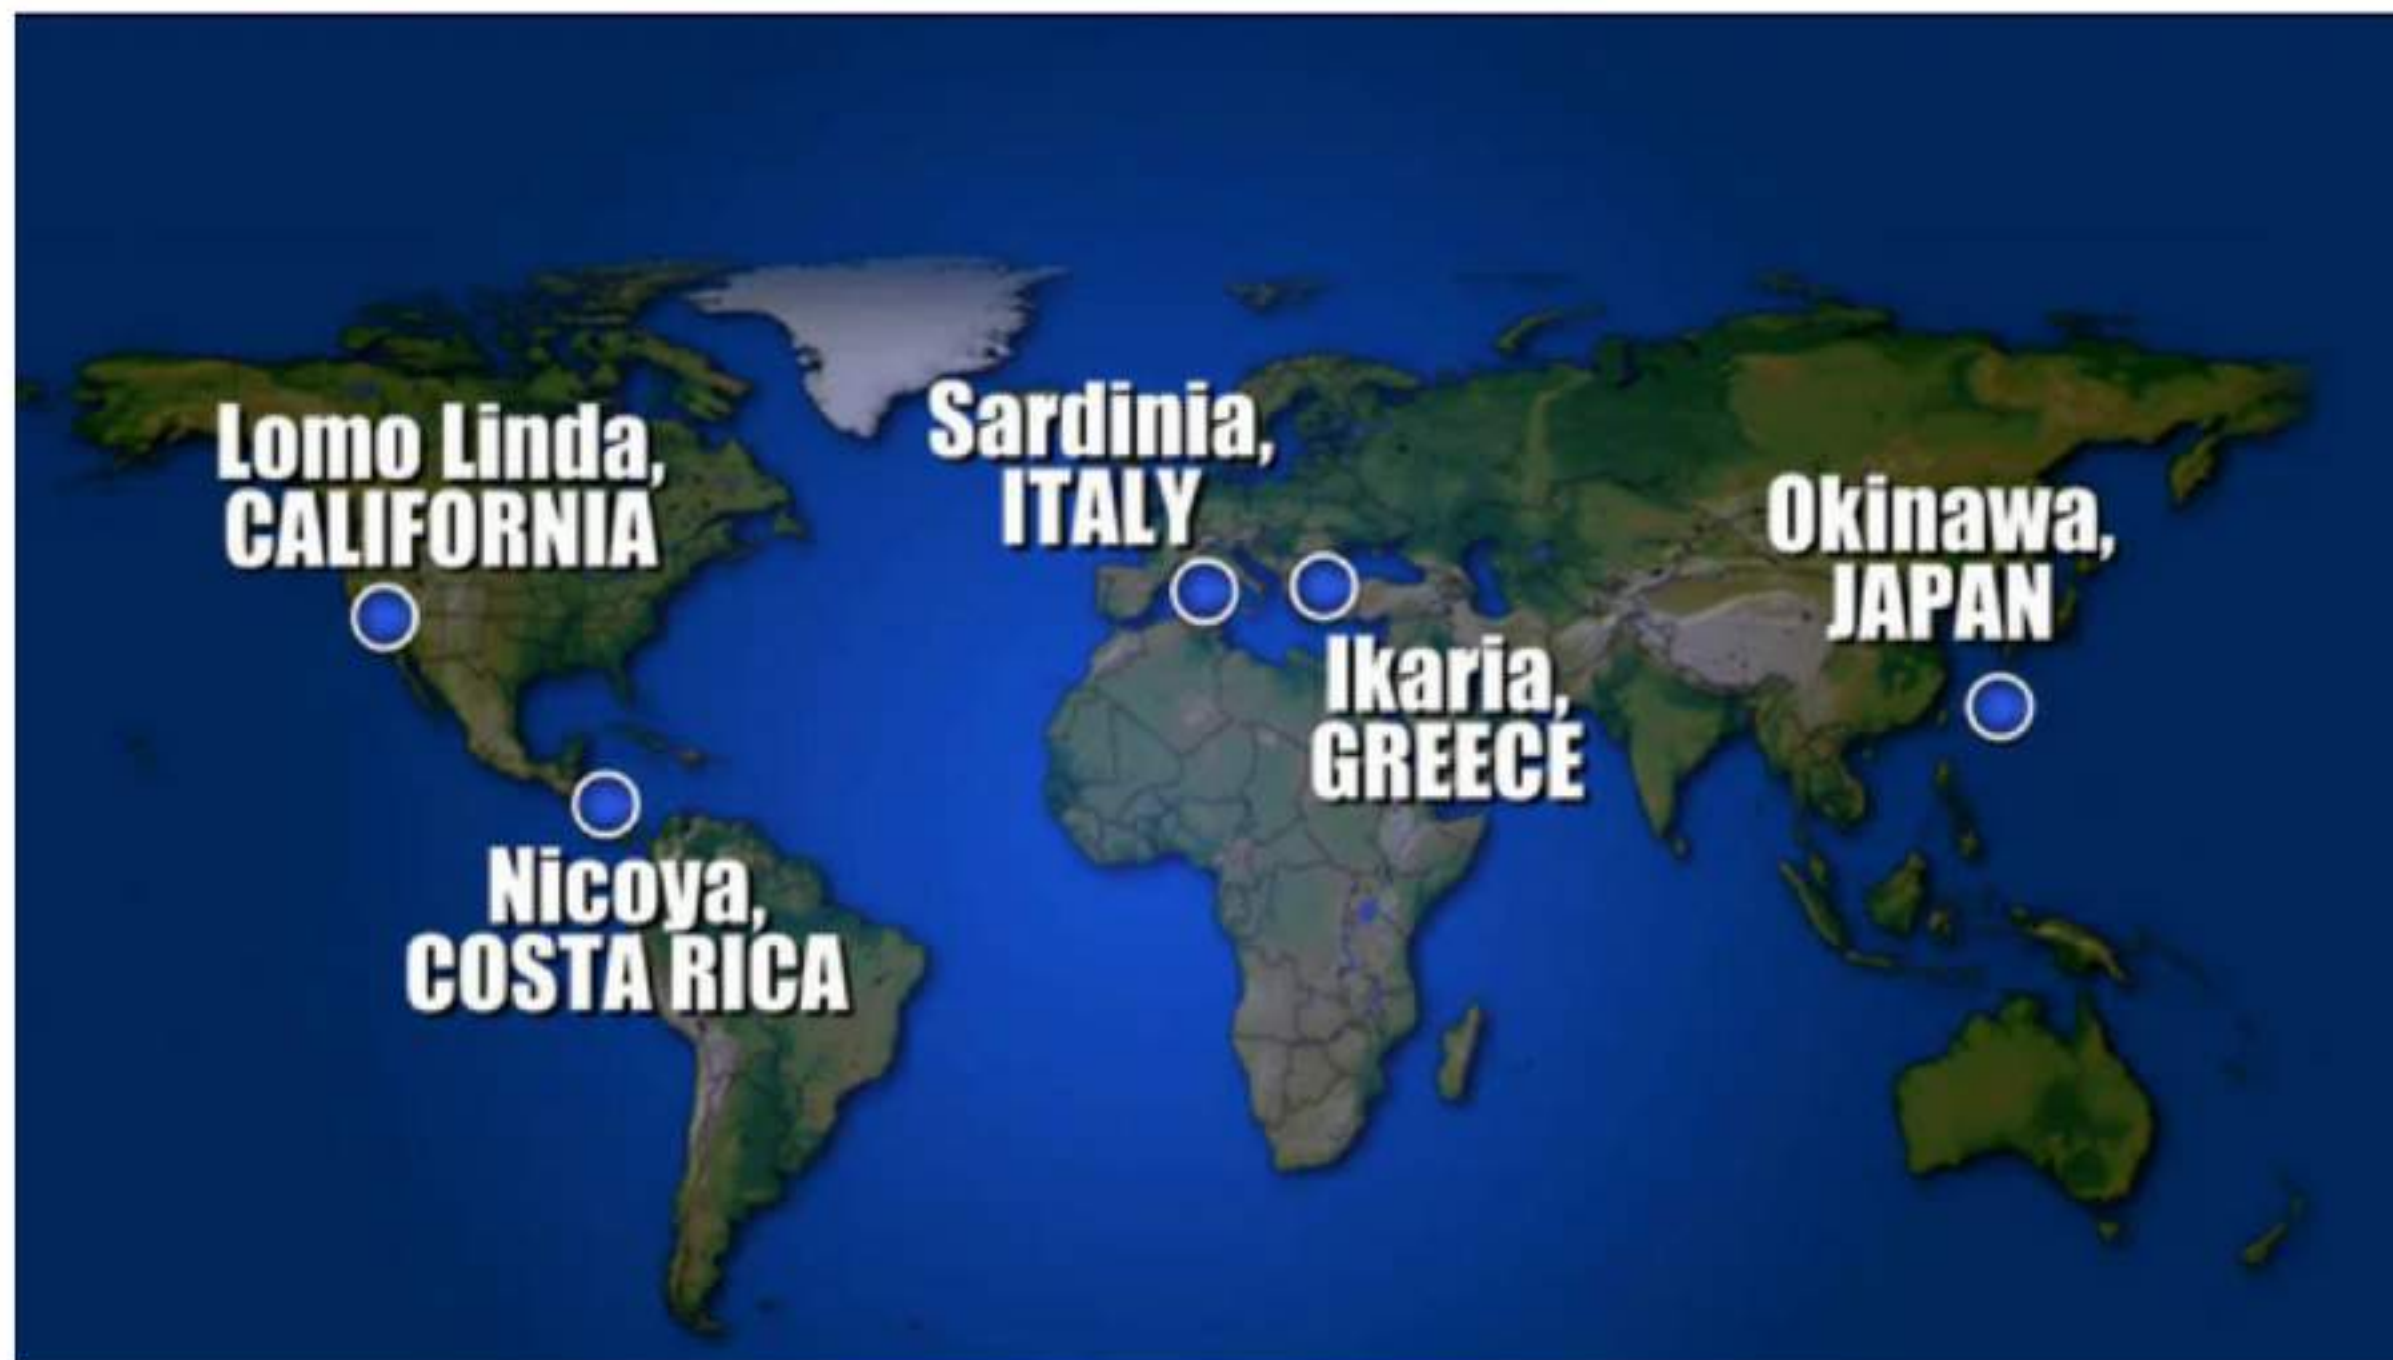 Lomo Linda,
CALIFORNIA
Sardinia,
ITALY
Okinawa,
JAPAN
Ikaria,
GREECE
Nicoya,
COSTA RICA